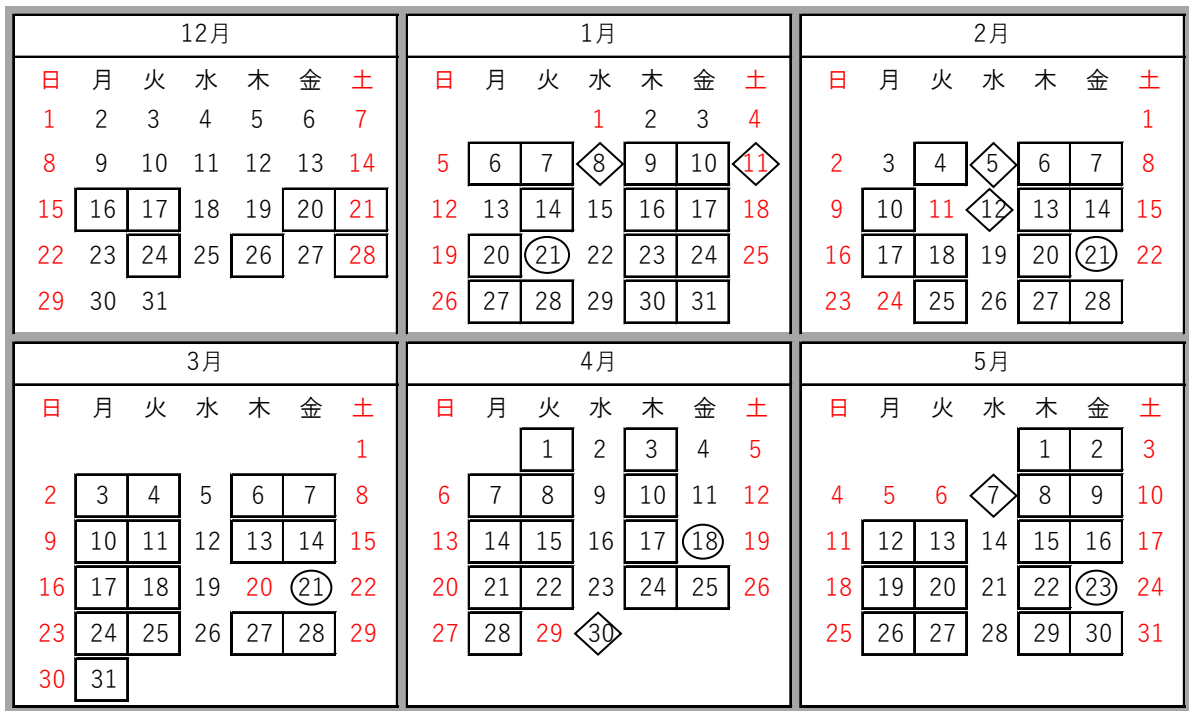 12月
日 月 火 水 木 金 土
1 2 3 4 5 6 7
8 9 10 11 12 13 14
15 16 17 18 19 20 21
22 23 24 25 26 27 28
29 30 31
1月
日 月 火 水 木 金 土
1 2 3 4
5 6 7 8 9 10 11
12 13 14 15 16 17 18
19 20 21 22 23 24 25
26 27 28 29 30 31
2月
日 月 火 水 木 金 土
1
2 3 4 5 6 7 8
9 10 11 12 13 14 15
16 17 18 19 20 21 22
23 24 25 26 27 28
3月
日 月 火 水 木 金 土
1
2 3 4 5 6 7 8
9 10 11 12 13 14 15
16 17 18 19 20 21 22
23 24 25 26 27 28 29
30 31
4月
日 月 火 水 木 金 土
1 2 3 4 5
6 7 8 9 10 11 12
13 14 15 16 17 18 19
20 21 22 23 24 25 26
27 28 29 30
5月
日 月 火 水 木 金 土
1 2 3
4 5 6 7 8 9 10
11 12 13 14 15 16 17
18 19 20 21 22 23 24
25 26 27 28 29 30 31